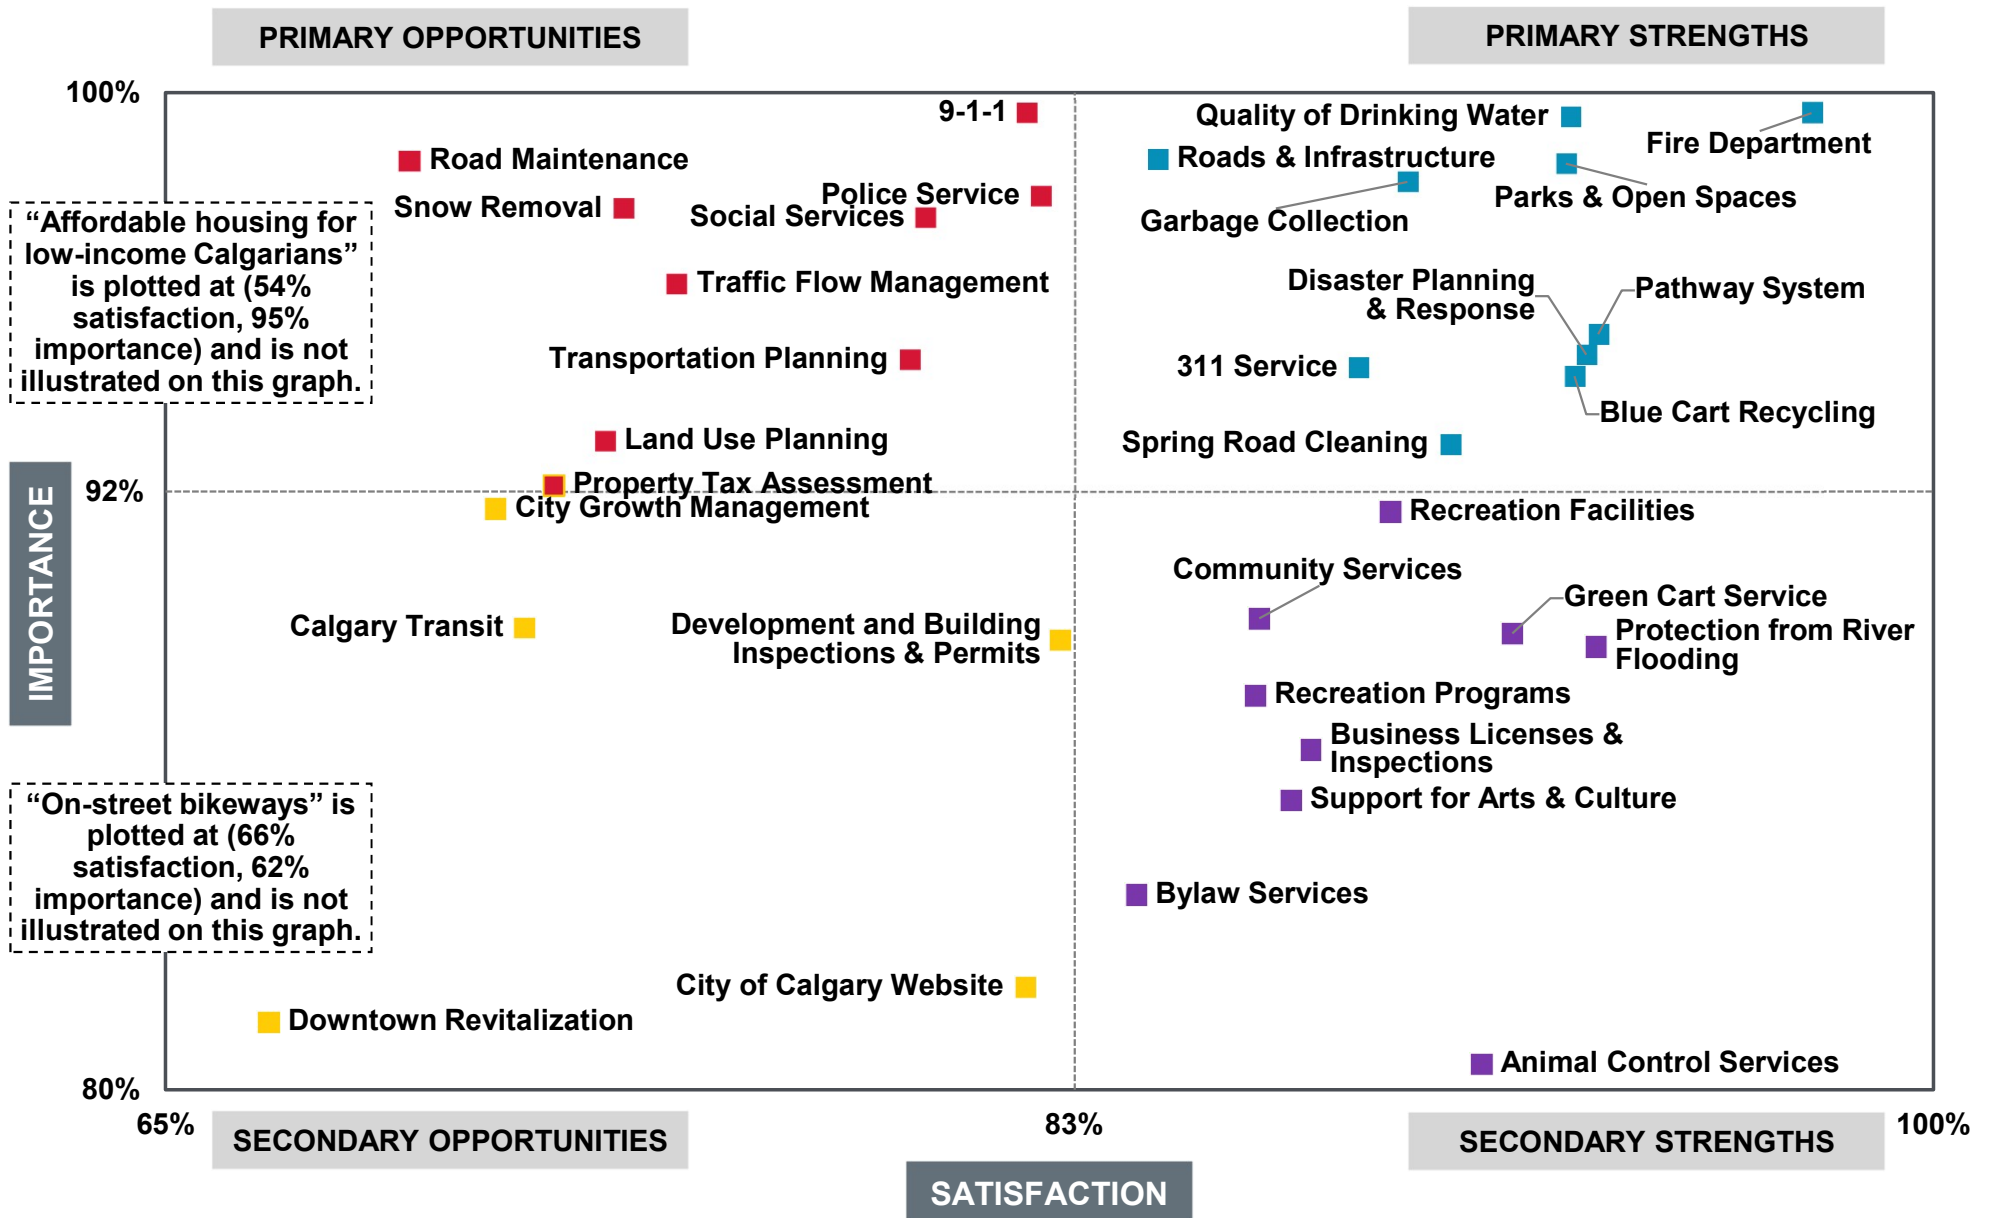 PRIMARY OPPORTUNITIES
PRIMARY STRENGTHS
100%
9-1-1
Quality of Drinking Water
Fire Department
Road Maintenance
Roads & Infrastructure
Parks & Open Spaces
Snow Removal
Police Service
Social Services
Garbage Collection
“Affordable housing for
low-income Calgarians”
is plotted at (54%
satisfaction, 95%
importance) and is not
illustrated on this graph.
Traffic Flow Management
Disaster Planning
& Response
Pathway System
Transportation Planning
311 Service
Blue Cart Recycling
Land Use Planning
Spring Road Cleaning
92%
Property Tax Assessment
City Growth Management
Recreation Facilities
IMPORTANCE
Community Services
Green Cart Service
Calgary Transit
Development and Building
Inspections & Permits
Protection from River
Flooding
Recreation Programs
Business Licenses &
Inspections
Support for Arts & Culture
“On-street bikeways” is
plotted at (66%
satisfaction, 62%
importance) and is not
illustrated on this graph.
Bylaw Services
City of Calgary Website
Downtown Revitalization
Animal Control Services
80%
65%
83%
100%
SECONDARY OPPORTUNITIES
SECONDARY STRENGTHS
SATISFACTION